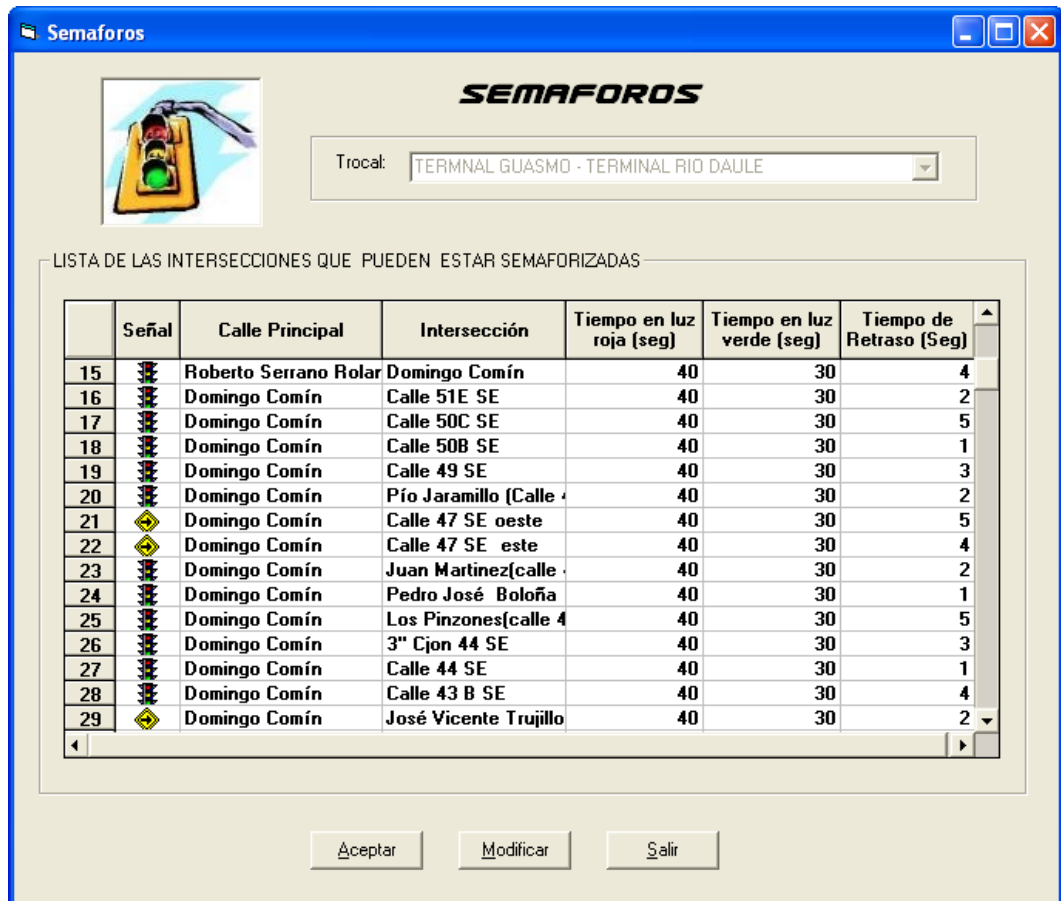 Semaforos
SEMAFOROS
Trocal: TERMNAL GUASMO - TERMINAL RIO DAULE
LISTA DE LAS INTERSECCIONES QUE PUEDEN ESTAR SEMAFORIZADAS
Señal Calle Principal Intersección Tiempo en luz roja (seg) Tiempo en luz verde (seg) Tiempo de Retraso (Seg)
15 Roberto Serrano Rolar Domingo Comín 40 30 4
16 Domingo Comín Calle 51E SE 40 30 2
17 Domingo Comín Calle 50C SE 40 30 5
18 Domingo Comín Calle 50B SE 40 30 1
19 Domingo Comín Calle 49 SE 40 30 3
20 Domingo Comín Pío Jaramillo (Calle 40 30 2
21 Domingo Comín Calle 47 SE oeste 40 30 5
22 Domingo Comín Calle 47 SE este 40 30 4
23 Domingo Comín Juan Martinez(calle 40 30 2
24 Domingo Comín Pedro José Boloña 40 30 1
25 Domingo Comín Los Pinzones(calle 4 40 30 5
26 Domingo Comín 3" Cjon 44 SE 40 30 3
27 Domingo Comín Calle 44 SE 40 30 1
28 Domingo Comín Calle 43 B SE 40 30 4
29 Domingo Comín José Vicente Trujillo 40 30 2
Aceptar Modificar Salir